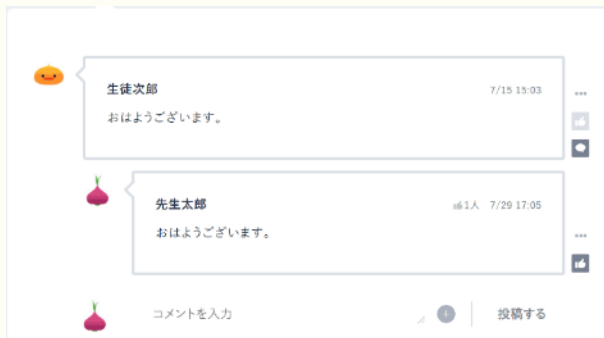 生徒次郎 7/15 15:03
おはようございます。
先生太郎 1人 7/29 17:05
おはようございます。
コメントを入力 投稿する